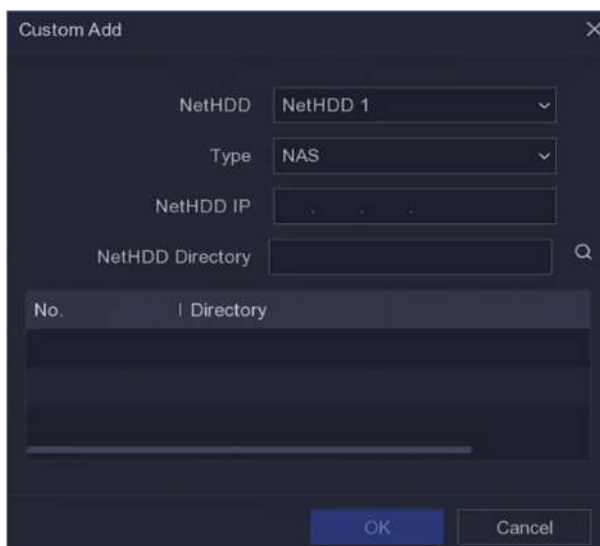 Custom Add
NetHDD NetHDD 1
Type NAS
NetHDD IP . . .
NetHDD Directory
No. Directory
OK Cancel